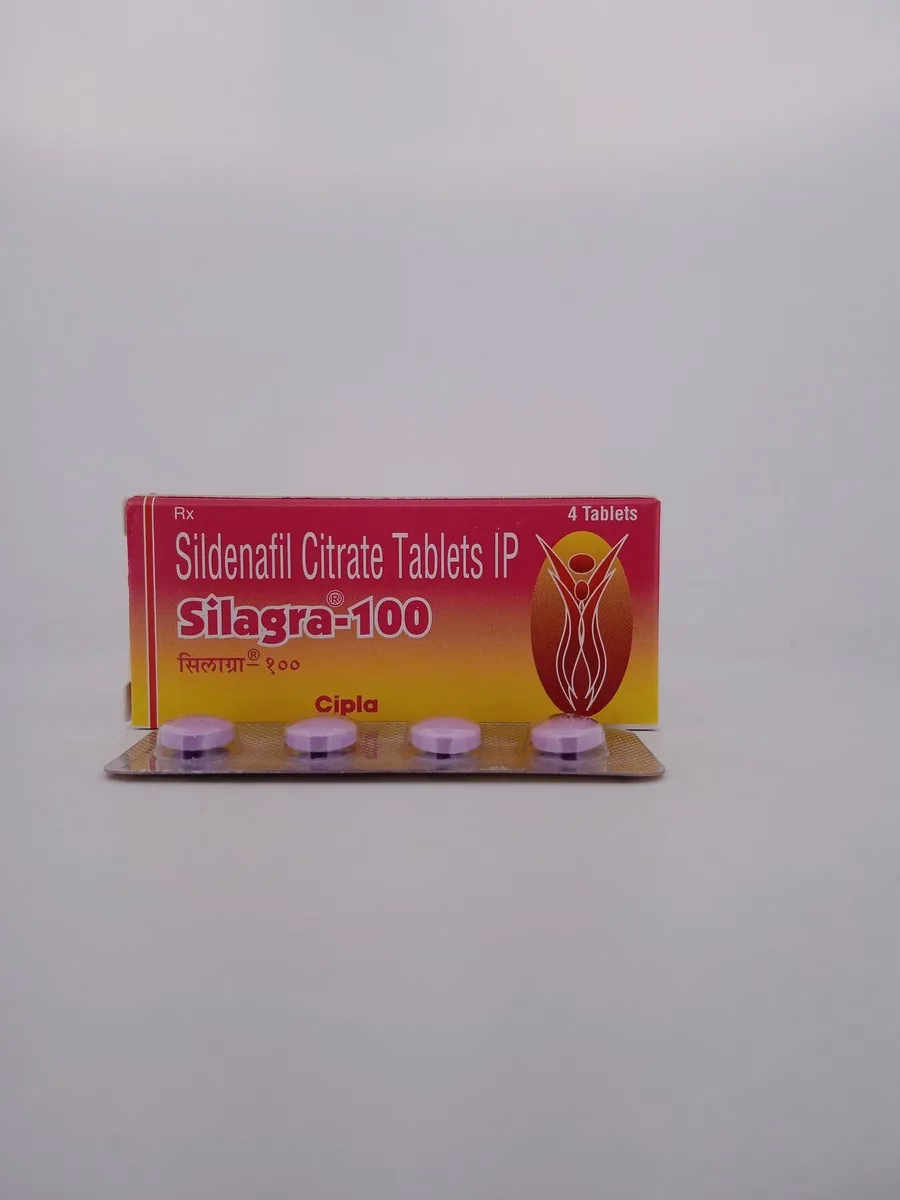 Rx
4 Tablets
Sildenafil Citrate Tablets IP
Silagra®-100
सिलाग्रा®-१००
Cipla